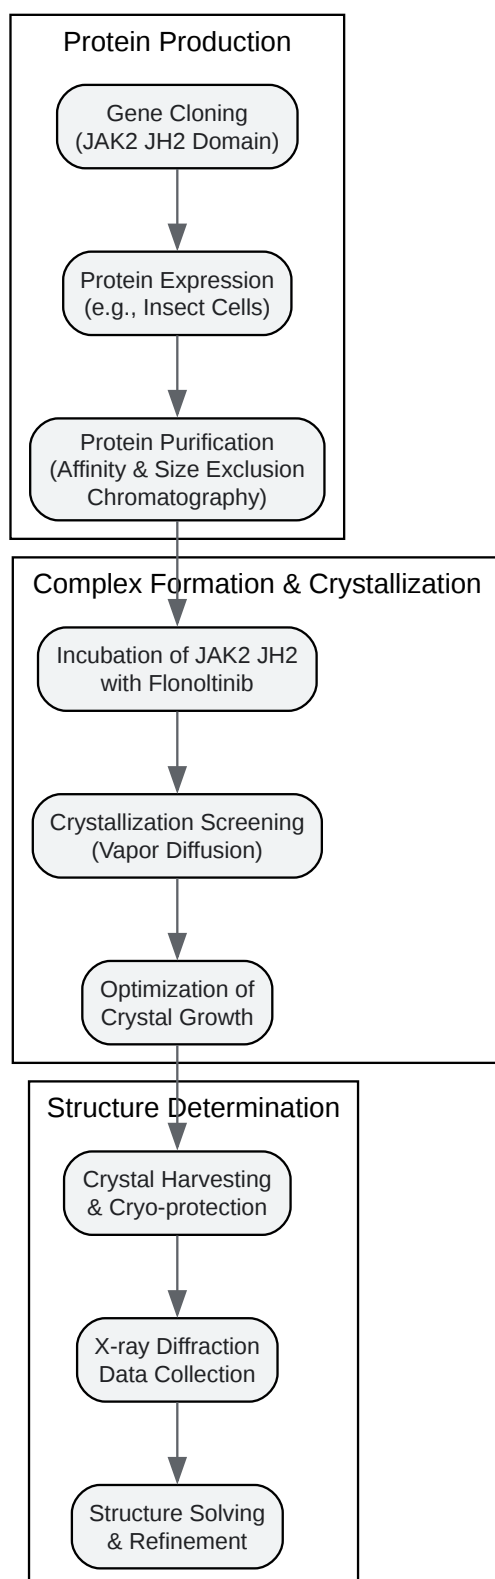 Protein Production
Gene Cloning
(JAK2 JH2 Domain)
Protein Expression
(e.g., Insect Cells)
Protein Purification
(Affinity & Size Exclusion
Chromatography)
Complex Formation & Crystallization
Incubation of JAK2 JH2
with Flonoltinib
Crystallization Screening
(Vapor Diffusion)
Optimization of
Crystal Growth
Structure Determination
Crystal Harvesting
& Cryo-protection
X-ray Diffraction
Data Collection
Structure Solving
& Refinement